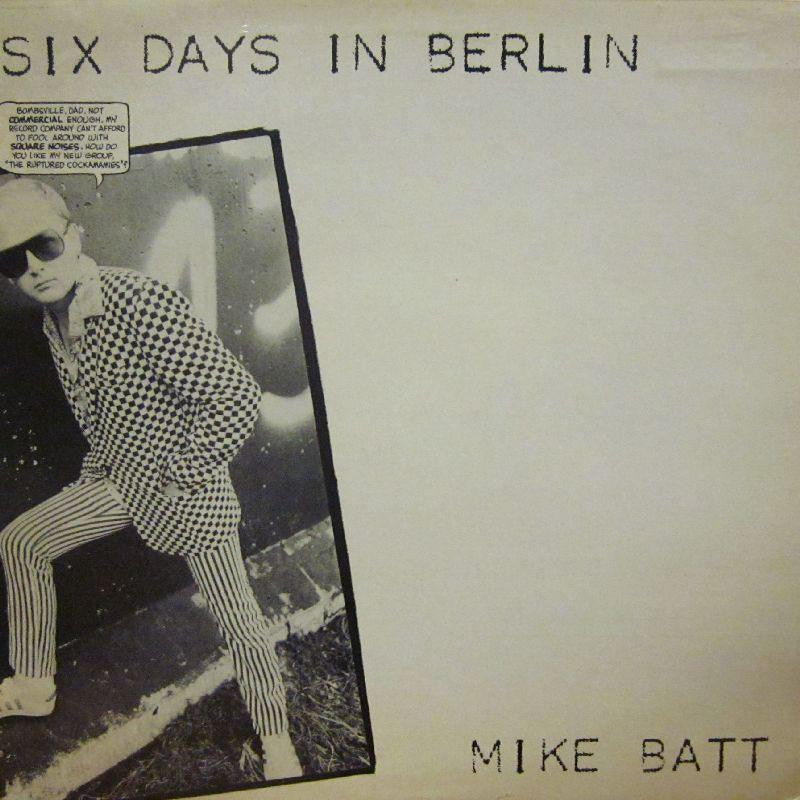 SIX DAYS IN BERLIN
BOMBSVILLE, DAD. NOT
COMMERCIAL ENOUGH. MY
RECORD COMPANY CAN'T AFFORD
TO FOOL AROUND WITH
SQUARE NOISES. HOW DO
YOU LIKE MY NEW GROUP,
"THE RUPTURED COCKAMAMIES"?
MIKE BATT